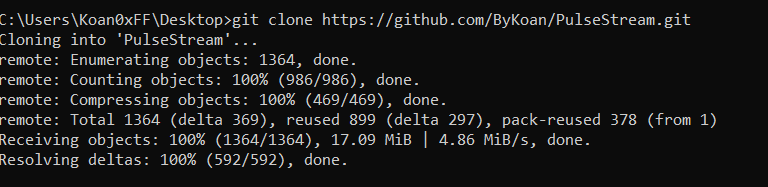 C:\Users\Koan0xFF\Desktop>git clone https://github.com/ByKoan/PulseStream.git
Cloning into 'PulseStream'...
remote: Enumerating objects: 1364, done.
remote: Counting objects: 100% (986/986), done.
remote: Compressing objects: 100% (469/469), done.
remote: Total 1364 (delta 369), reused 899 (delta 297), pack-reused 378 (from 1)
Receiving objects: 100% (1364/1364), 17.09 MiB | 4.86 MiB/s, done.
Resolving deltas: 100% (592/592), done.